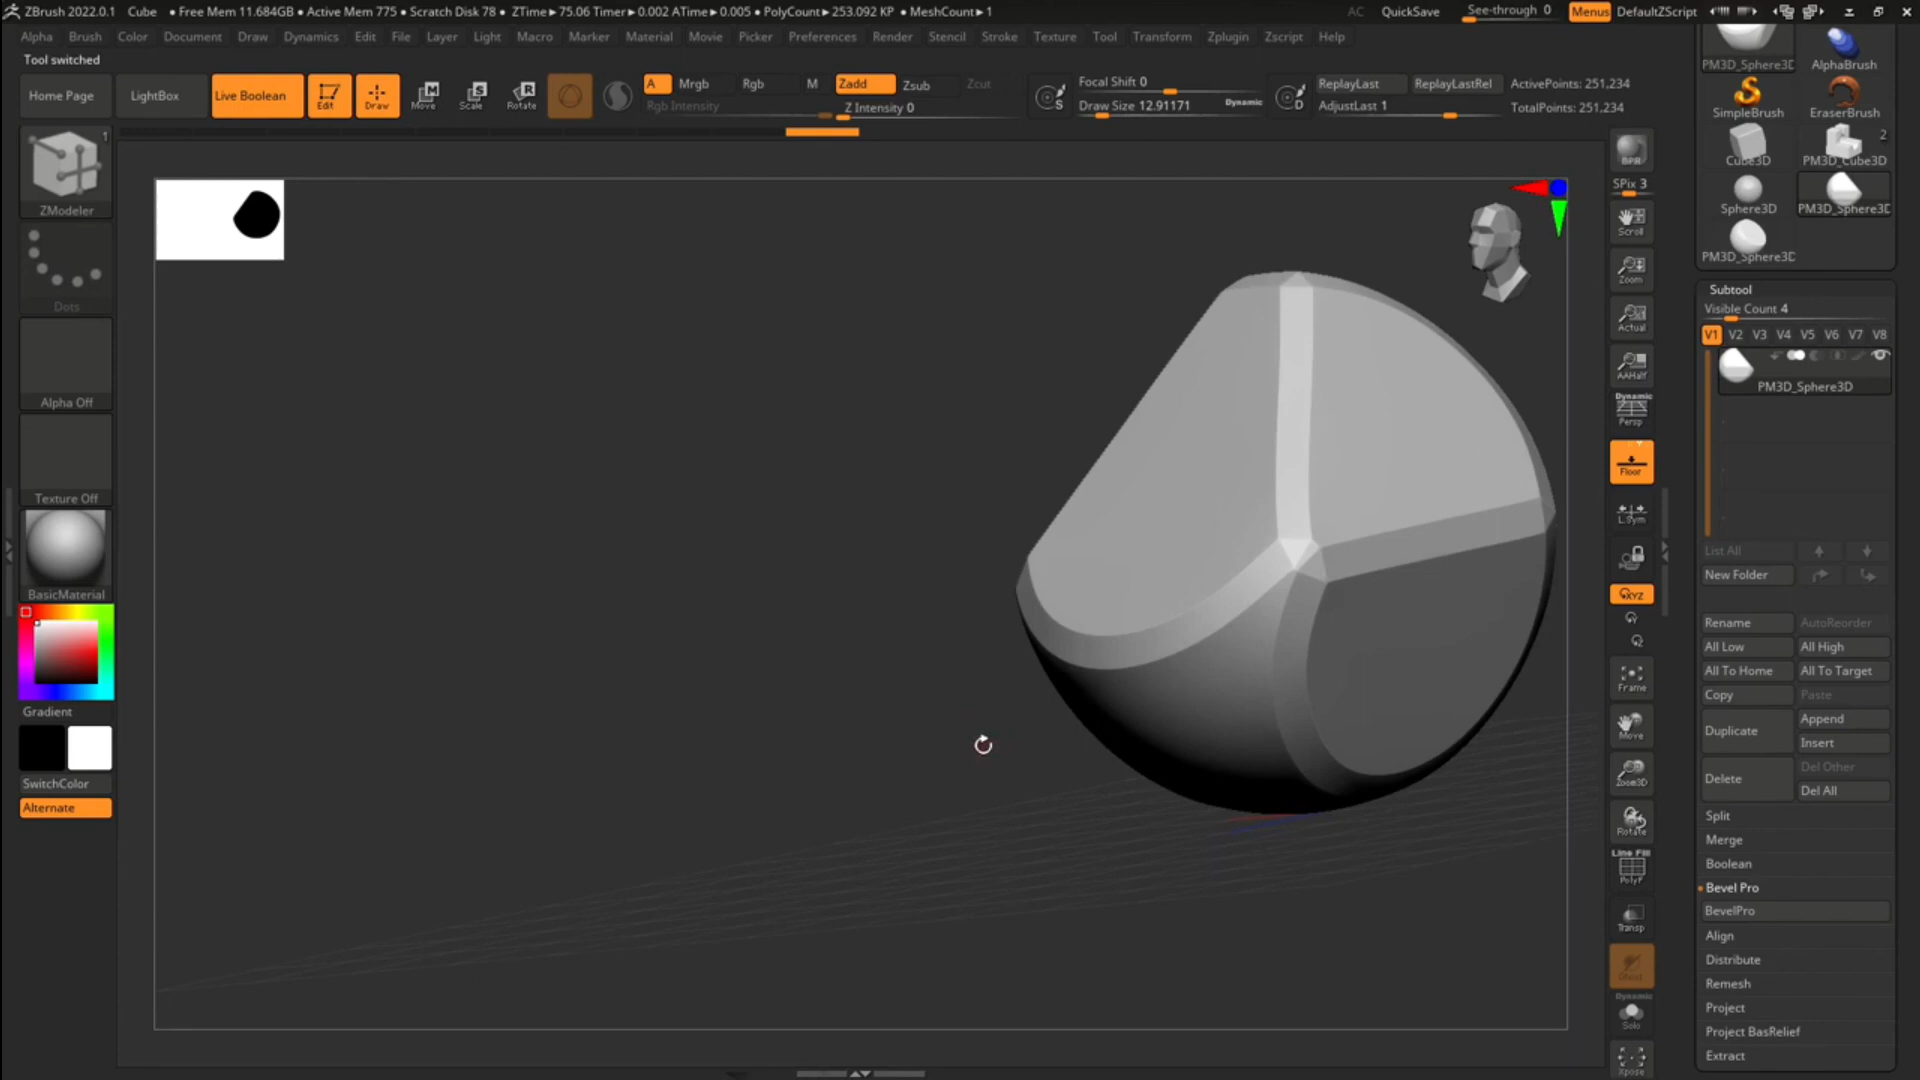 ZBrush 2022.0.1 Cube • Free Mem 11.684GB • Active Mem 775 • Scratch Disk 78 • ZTime▶75.06 Timer▶0.002 ATime▶0.005 • PolyCount▶253.092 KP • MeshCount▶1 AC QuickSave See-through 0 Menus DefaultZScript
Alpha Brush Color Document Draw Dynamics Edit File Layer Light Macro Marker Material Movie Picker Preferences Render Stencil Stroke Texture Tool Transform Zplugin Zscript Help
Tool switched
Home Page LightBox Live Boolean Edit Draw Move Scale Rotate
A Mrgb Rgb M Zadd Zsub Zcut
Rgb Intensity Z Intensity 0
Focal Shift 0
Draw Size 12.91171 Dynamic
ReplayLast ReplayLastRel ActivePoints: 251,234
AdjustLast 1 TotalPoints: 251,234
1
ZModeler
Dots
Alpha Off
Texture Off
BasicMaterial
Gradient
SwitchColor
Alternate
BPR
SPix 3
Scroll
Zoom
Actual
AAHalf
Dynamic
Persp
Floor
L.Sym
XYZ
Frame
Move
Zoom3D
Rotate
Line Fill
PolyF
Transp
Ghost
Dynamic
Solo
Xpose
PM3D_Sphere3D AlphaBrush
SimpleBrush EraserBrush
2
Cube3D PM3D_Cube3D
Sphere3D PM3D_Sphere3D
PM3D_Sphere3D
Subtool
Visible Count 4
V1 V2 V3 V4 V5 V6 V7 V8
PM3D_Sphere3D
List All
New Folder
Rename AutoReorder
All Low All High
All To Home All To Target
Copy Paste
Duplicate Append
Insert
Delete Del Other
Del All
Split
Merge
Boolean
Bevel Pro
BevelPro
Align
Distribute
Remesh
Project
Project BasRelief
Extract